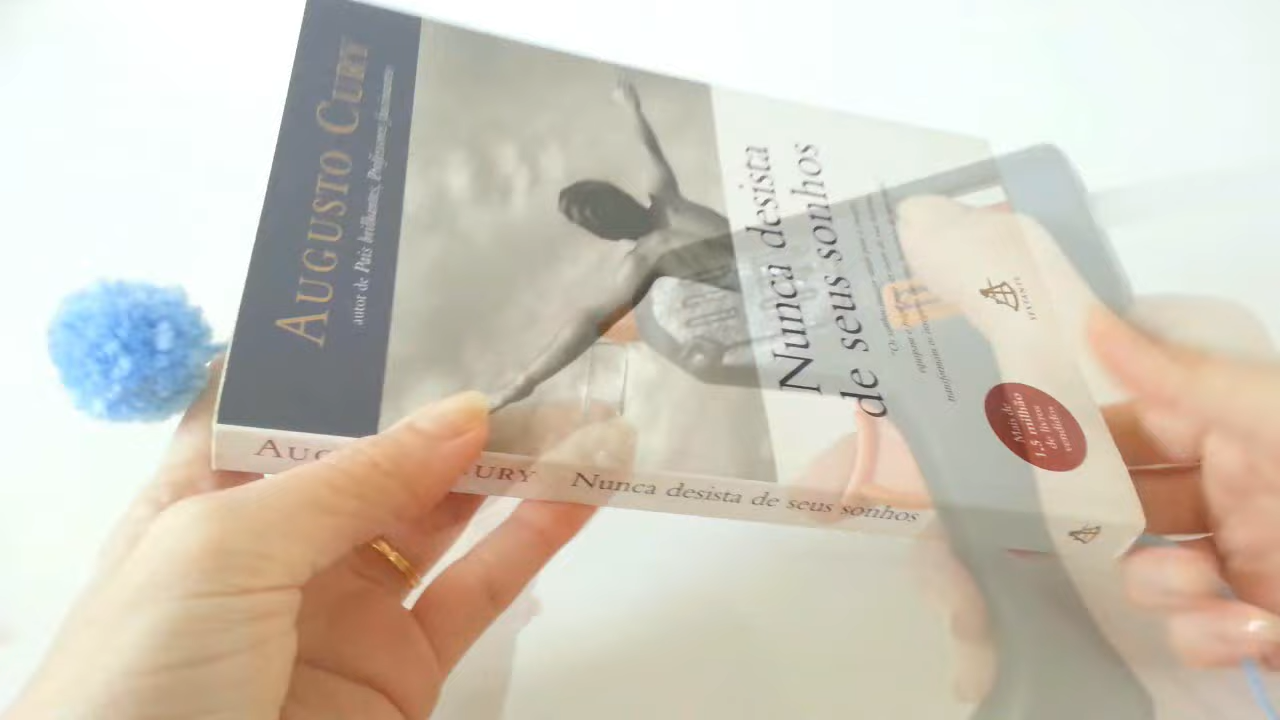 AUGUSTO CURY
autor de Pais brilhantes, Professores fascinantes
Nunca desista
de seus sonhos
SEXTANTE
Mais de
1,5 milhão
de livros
vendidos
URY Nunca desista de seus sonhos